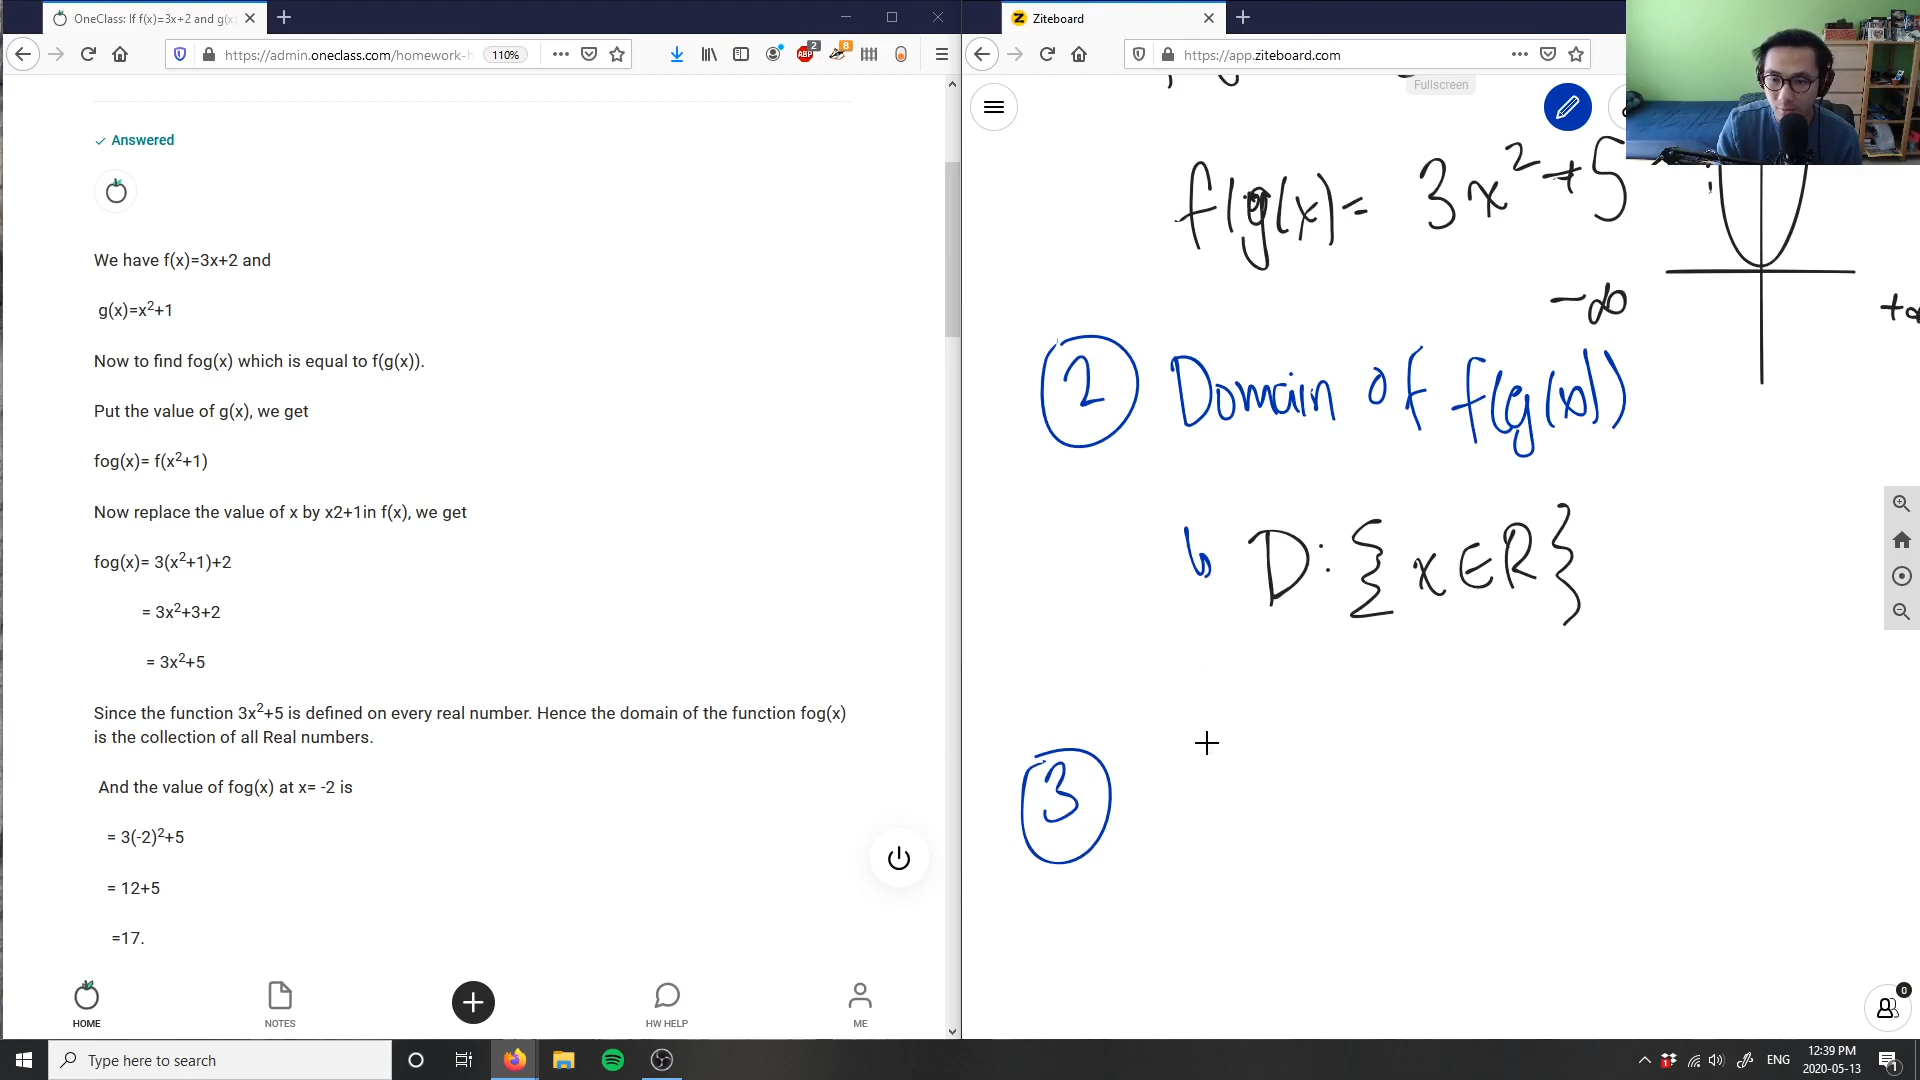 OneClass: If f(x)=3x+2 and g(x)
https://admin.oneclass.com/homework-h
110%
2
8
✓ Answered
We have f(x)=3x+2 and
g(x)=x²+1
Now to find fog(x) which is equal to f(g(x)).
Put the value of g(x), we get
fog(x)= f(x²+1)
Now replace the value of x by x2+1in f(x), we get
fog(x)= 3(x²+1)+2
= 3x²+3+2
= 3x²+5
Since the function 3x²+5 is defined on every real number. Hence the domain of the function fog(x)
is the collection of all Real numbers.
And the value of fog(x) at x= -2 is
= 3(-2)²+5
= 12+5
=17.
HOME
NOTES
HW HELP
ME
Ziteboard
https://app.ziteboard.com
Fullscreen
f(g(x)= 3x²+5
-∞
+∞
2 Domain of f(g(x))
D: { x∈R }
3
0
Type here to search
ENG
12:39 PM
2020-05-13
1